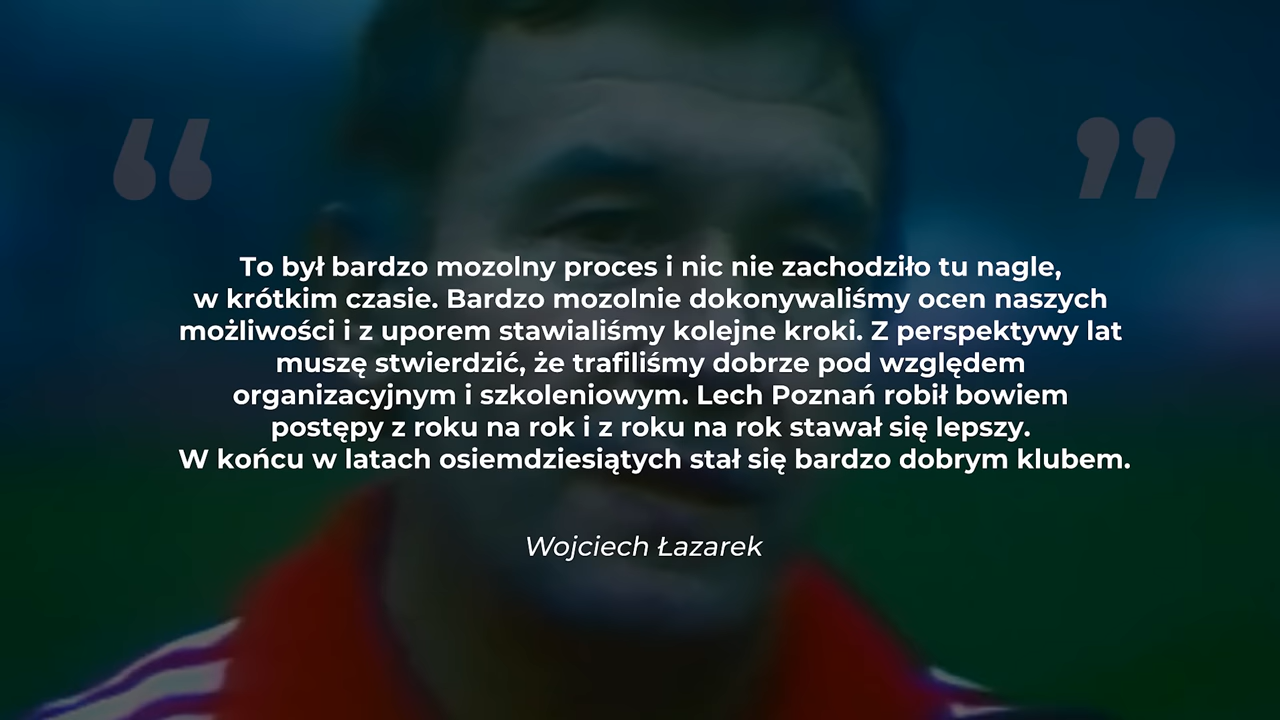 “ ”
To był bardzo mozolny proces i nic nie zachodziło tu nagle,
w krótkim czasie. Bardzo mozolnie dokonywaliśmy ocen naszych
możliwości i z uporem stawialiśmy kolejne kroki. Z perspektywy lat
muszę stwierdzić, że trafiliśmy dobrze pod względem
organizacyjnym i szkoleniowym. Lech Poznań robił bowiem
postępy z roku na rok i z roku na rok stawał się lepszy.
W końcu w latach osiemdziesiątych stał się bardzo dobrym klubem.
Wojciech Łazarek